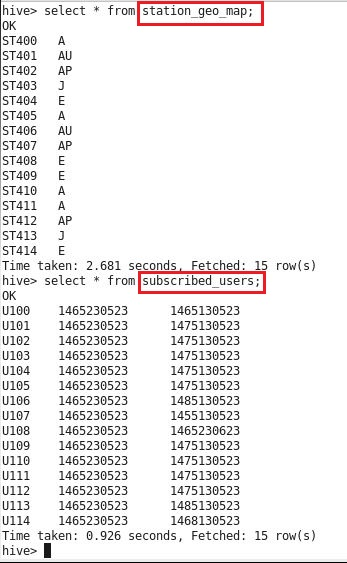 hive> select * from station_geo_map;
OK
ST400 A
ST401 AU
ST402 AP
ST403 J
ST404 E
ST405 A
ST406 AU
ST407 AP
ST408 E
ST409 E
ST410 A
ST411 A
ST412 AP
ST413 J
ST414 E
Time taken: 2.681 seconds, Fetched: 15 row(s)
hive> select * from subscribed_users;
OK
U100 1465230523 1465130523
U101 1465230523 1475130523
U102 1465230523 1475130523
U103 1465230523 1475130523
U104 1465230523 1475130523
U105 1465230523 1475130523
U106 1465230523 1485130523
U107 1465230523 1455130523
U108 1465230523 1465230623
U109 1465230523 1475130523
U110 1465230523 1475130523
U111 1465230523 1475130523
U112 1465230523 1475130523
U113 1465230523 1485130523
U114 1465230523 1468130523
Time taken: 0.926 seconds, Fetched: 15 row(s)
hive>